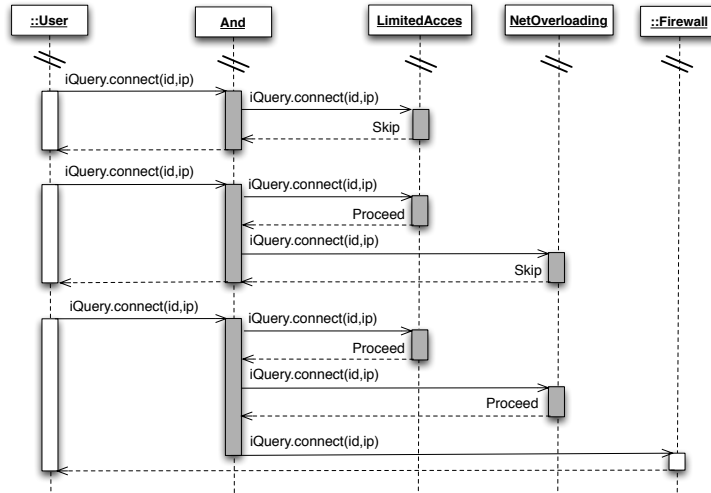 ::User
And
LimitedAcces
NetOverloading
::Firewall
iQuery.connect(id,ip)
iQuery.connect(id,ip)
Skip
iQuery.connect(id,ip)
iQuery.connect(id,ip)
Proceed
iQuery.connect(id,ip)
Skip
iQuery.connect(id,ip)
iQuery.connect(id,ip)
Proceed
iQuery.connect(id,ip)
Proceed
iQuery.connect(id,ip)